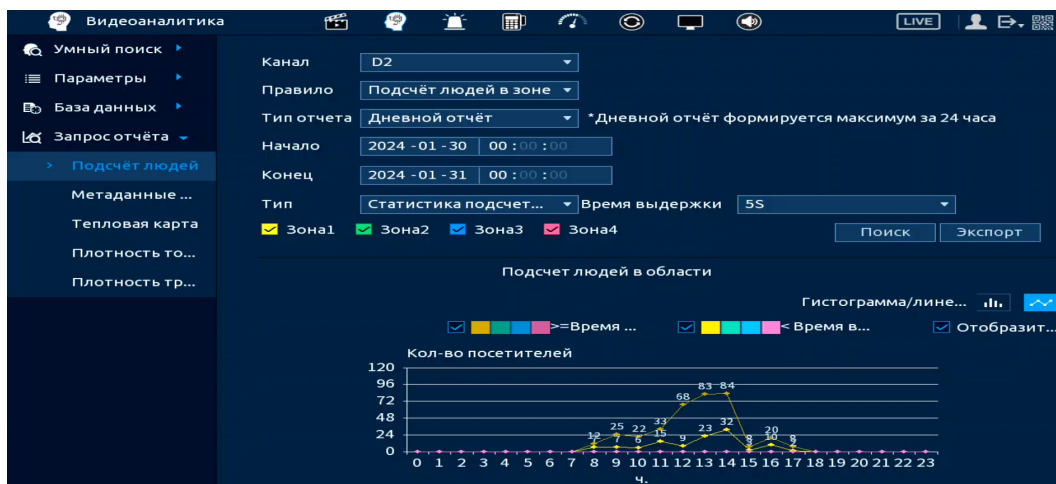 Видеоаналитика LIVE
Умный поиск
Параметры
База данных
Запрос отчёта
Подсчёт людей
Метаданные ...
Тепловая карта
Плотность то...
Плотность тр...
Канал D2
Правило Подсчёт людей в зоне
Тип отчета Дневной отчёт *Дневной отчёт формируется максимум за 24 часа
Начало 2024 -01 -30 00 :00 :00
Конец 2024 -01 -31 00 :00 :00
Тип Статистика подсчет... Время выдержки 5S
Зона1 Зона2 Зона3 Зона4 Поиск Экспорт
Подсчет людей в области
Гистограмма/лине...
>=Время ... < Время в... Отобразит...
Кол-во посетителей
120
96 83 84
72 68
48
24 12 25 22 33 23 32 20
7 6 15 9 10 8
0
0 1 2 3 4 5 6 7 8 9 10 11 12 13 14 15 16 17 18 19 20 21 22 23
ч.